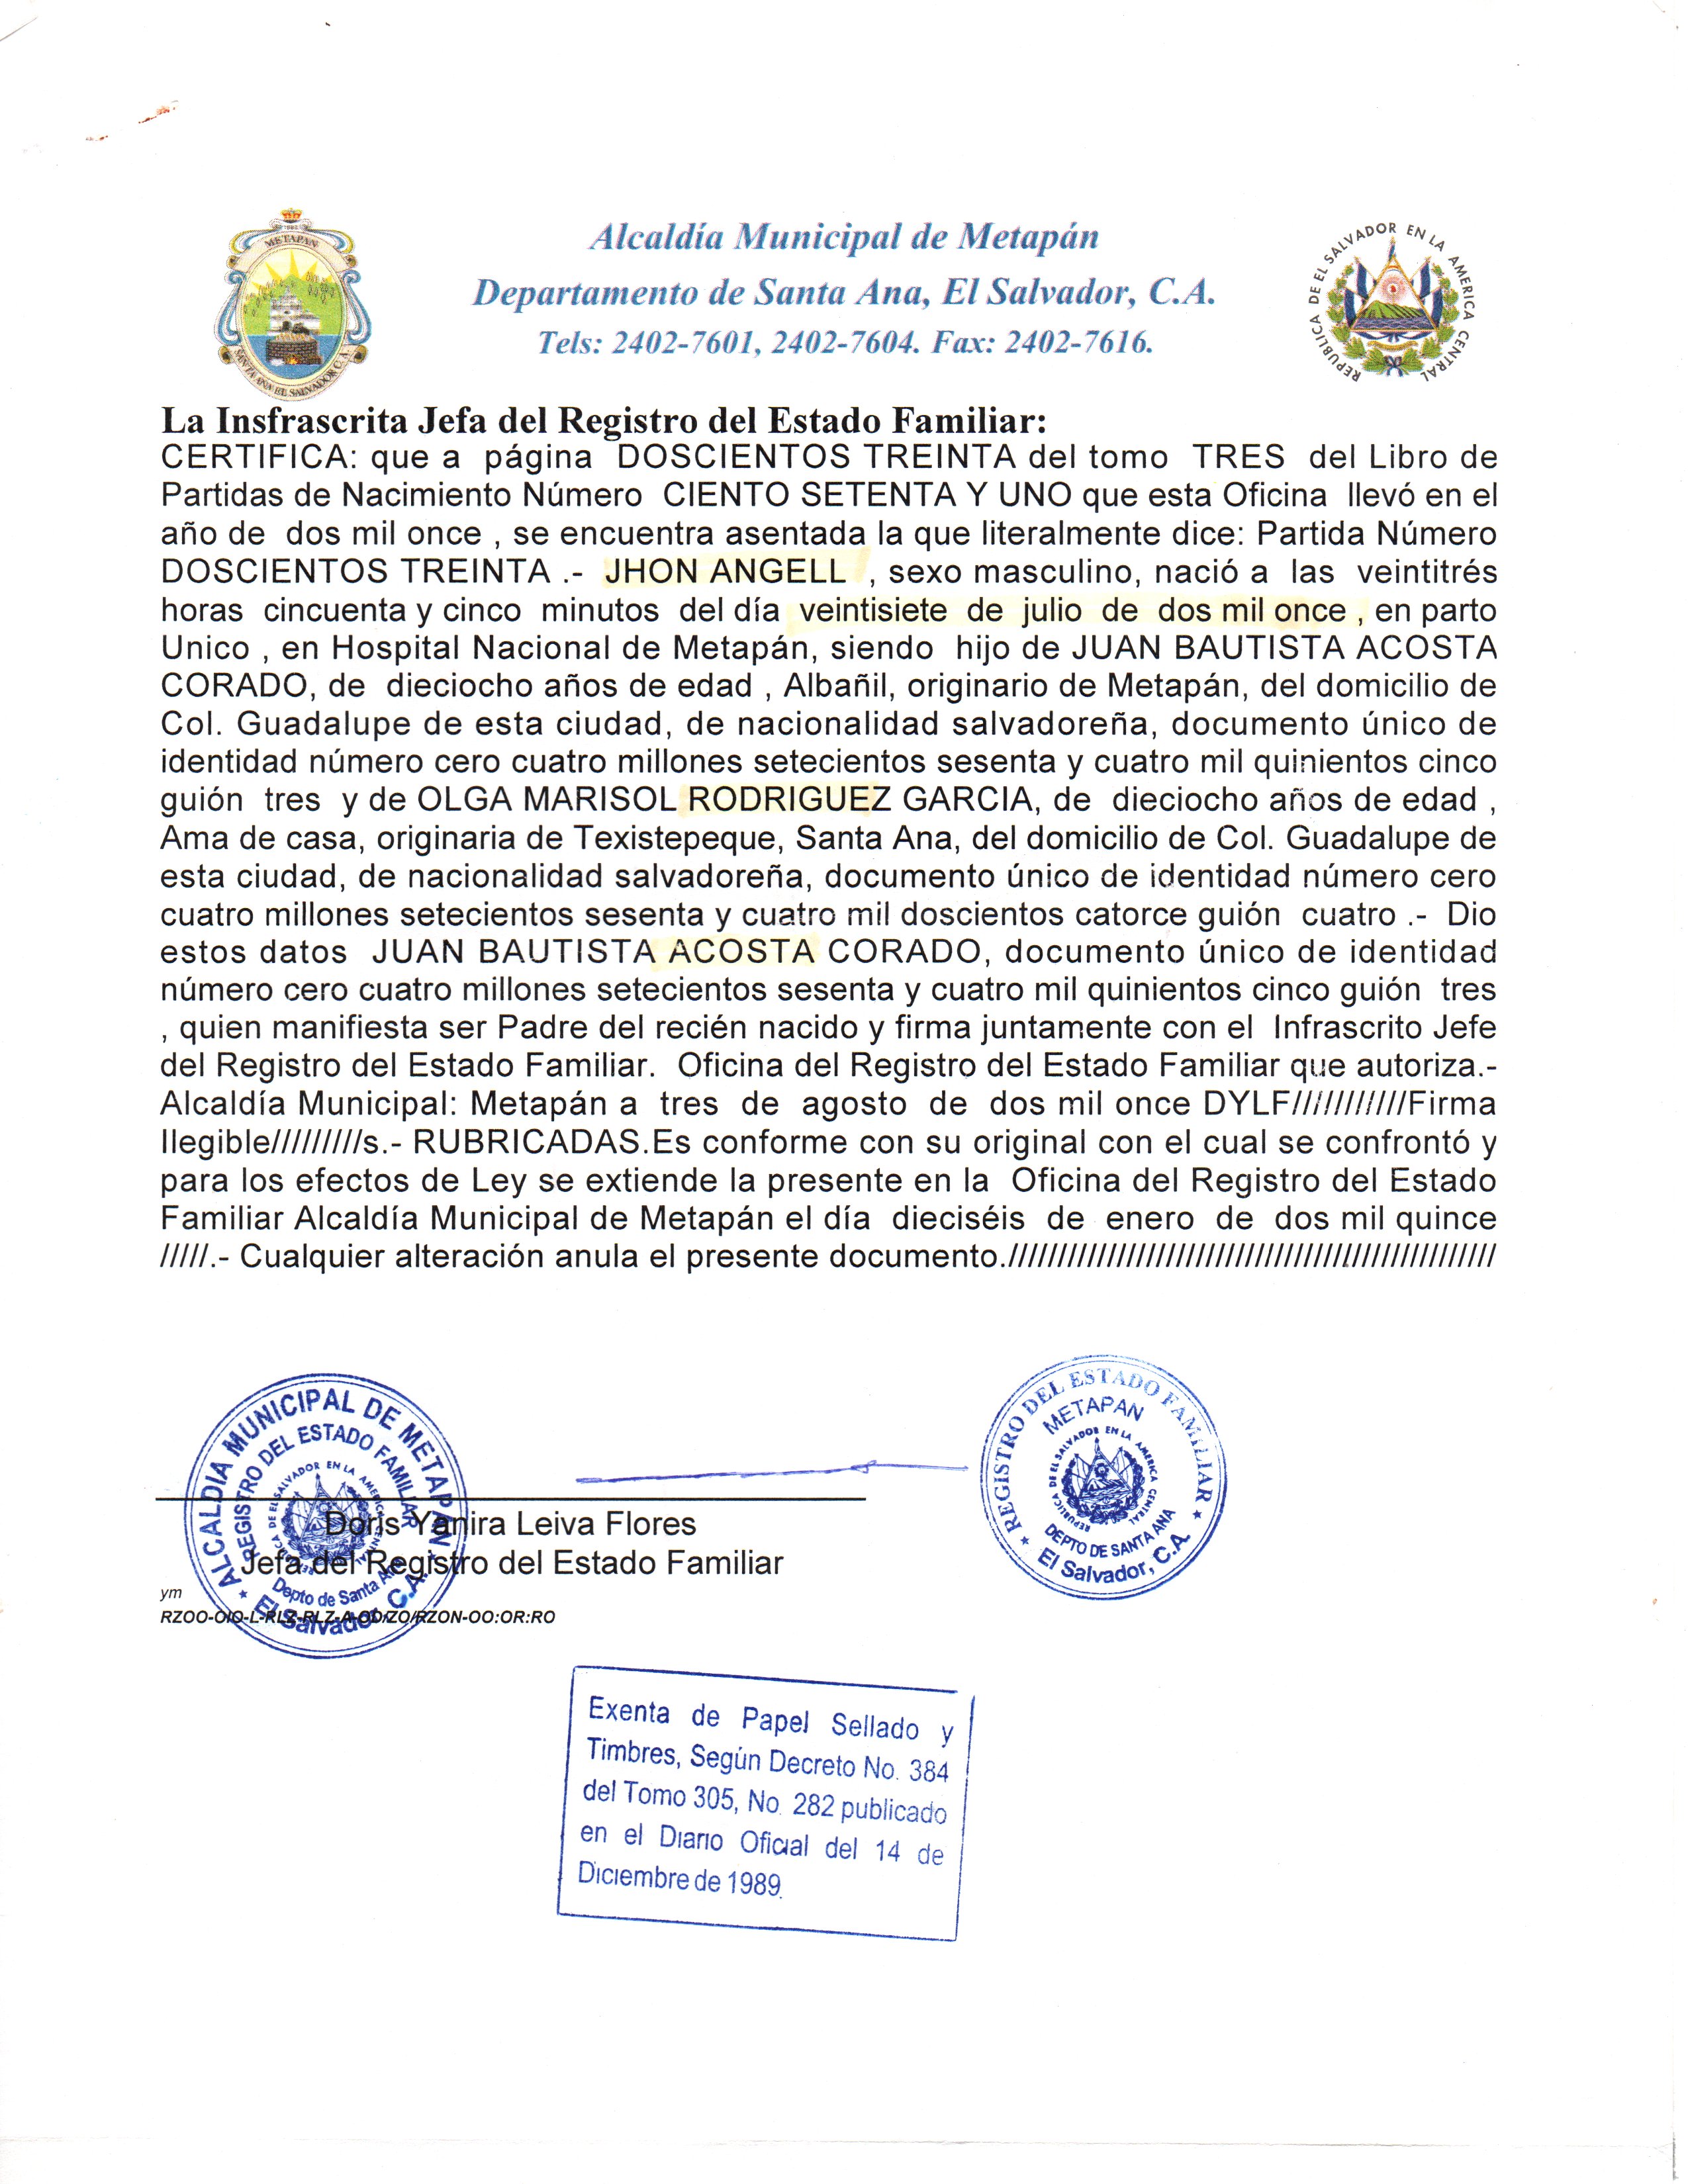 METAPAN
SANTA ANA EL SALVADOR C. A.
Alcaldía Municipal de Metapán
Departamento de Santa Ana, El Salvador, C.A.
Tels: 2402-7601, 2402-7604. Fax: 2402-7616.
REPUBLICA DE EL SALVADOR EN LA AMERICA CENTRAL
La Insfrascrita Jefa del Registro del Estado Familiar:
CERTIFICA: que a página DOSCIENTOS TREINTA del tomo TRES del Libro de
Partidas de Nacimiento Número CIENTO SETENTA Y UNO que esta Oficina llevó en el
año de dos mil once , se encuentra asentada la que literalmente dice: Partida Número
DOSCIENTOS TREINTA .- JHON ANGELL , sexo masculino, nació a las veintitrés
horas cincuenta y cinco minutos del día veintisiete de julio de dos mil once , en parto
Unico , en Hospital Nacional de Metapán, siendo hijo de JUAN BAUTISTA ACOSTA
CORADO, de dieciocho años de edad , Albañil, originario de Metapán, del domicilio de
Col. Guadalupe de esta ciudad, de nacionalidad salvadoreña, documento único de
identidad número cero cuatro millones setecientos sesenta y cuatro mil quinientos cinco
guión tres y de OLGA MARISOL RODRIGUEZ GARCIA, de dieciocho años de edad ,
Ama de casa, originaria de Texistepeque, Santa Ana, del domicilio de Col. Guadalupe de
esta ciudad, de nacionalidad salvadoreña, documento único de identidad número cero
cuatro millones setecientos sesenta y cuatro mil doscientos catorce guión cuatro .- Dio
estos datos JUAN BAUTISTA ACOSTA CORADO, documento único de identidad
número cero cuatro millones setecientos sesenta y cuatro mil quinientos cinco guión tres
, quien manifiesta ser Padre del recién nacido y firma juntamente con el Infrascrito Jefe
del Registro del Estado Familiar. Oficina del Registro del Estado Familiar que autoriza.-
Alcaldía Municipal: Metapán a tres de agosto de dos mil once DYLF////////////Firma
Ilegible/////////s.- RUBRICADAS.Es conforme con su original con el cual se confrontó y
para los efectos de Ley se extiende la presente en la Oficina del Registro del Estado
Familiar Alcaldía Municipal de Metapán el día dieciséis de enero de dos mil quince
/////.- Cualquier alteración anula el presente documento.//////////////////////////////////////////////////
ALCALDIA MUNICIPAL DE METAPAN
REGISTRO DEL ESTADO FAMILIAR
DE EL SALVADOR EN LA AMERICA CENTRAL
Depto de Santa Ana
El Salvador, C.A.
REGISTRO DEL ESTADO FAMILIAR
METAPAN
REPUBLICA DE EL SALVADOR EN LA AMERICA CENTRAL
DEPTO DE SANTA ANA
El Salvador, C.A.
Doris Yanira Leiva Flores
Jefa del Registro del Estado Familiar
ym
RZOO-OIO-L-RLZ-RLZ-A-OO/ZO/RZON-OO:OR:RO
Exenta de Papel Sellado y
Timbres, Según Decreto No. 384
del Tomo 305, No. 282 publicado
en el Diario Oficial del 14 de
Diciembre de 1989.